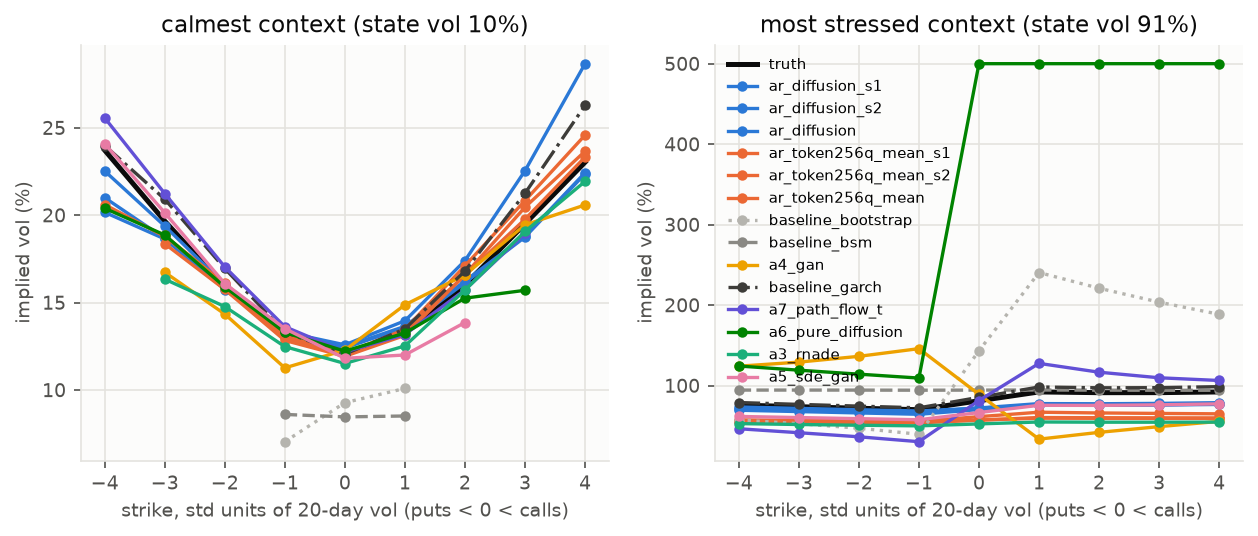 calmest context (state vol 10%)
25
20
15
10
implied vol (%)
−4 −3 −2 −1 0 1 2 3 4
strike, std units of 20-day vol (puts < 0 < calls)
most stressed context (state vol 91%)
500
400
300
200
100
implied vol (%)
truth
ar_diffusion_s1
ar_diffusion_s2
ar_diffusion
ar_token256q_mean_s1
ar_token256q_mean_s2
ar_token256q_mean
baseline_bootstrap
baseline_bsm
a4_gan
baseline_garch
a7_path_flow_t
a6_pure_diffusion
a3_rnade
a5_sde_gan
−4 −3 −2 −1 0 1 2 3 4
strike, std units of 20-day vol (puts < 0 < calls)